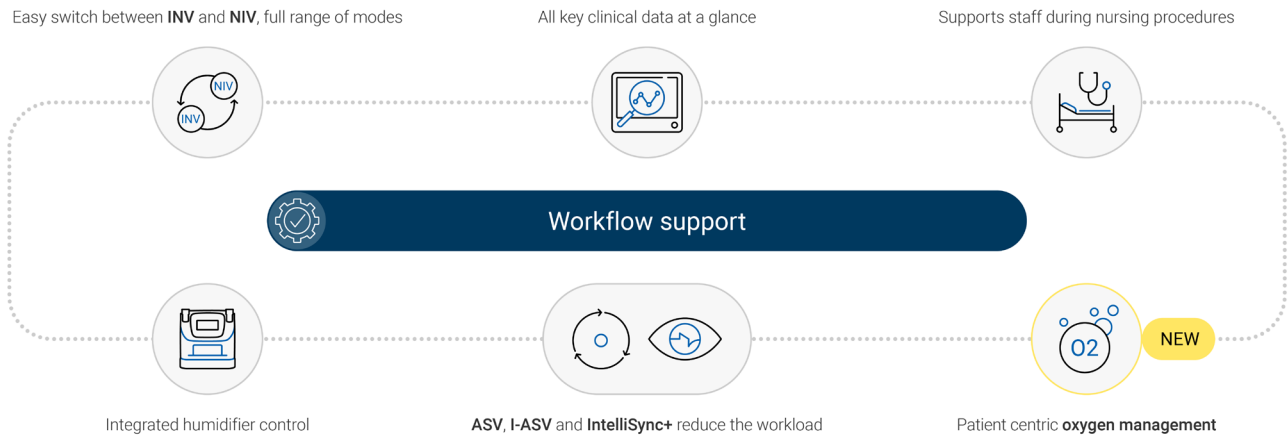 Easy switch between INV and NIV, full range of modes
All key clinical data at a glance
Supports staff during nursing procedures
NIV
INV
Workflow support
O2
NEW
Integrated humidifier control
ASV, I-ASV and IntelliSync+ reduce the workload
Patient centric oxygen management